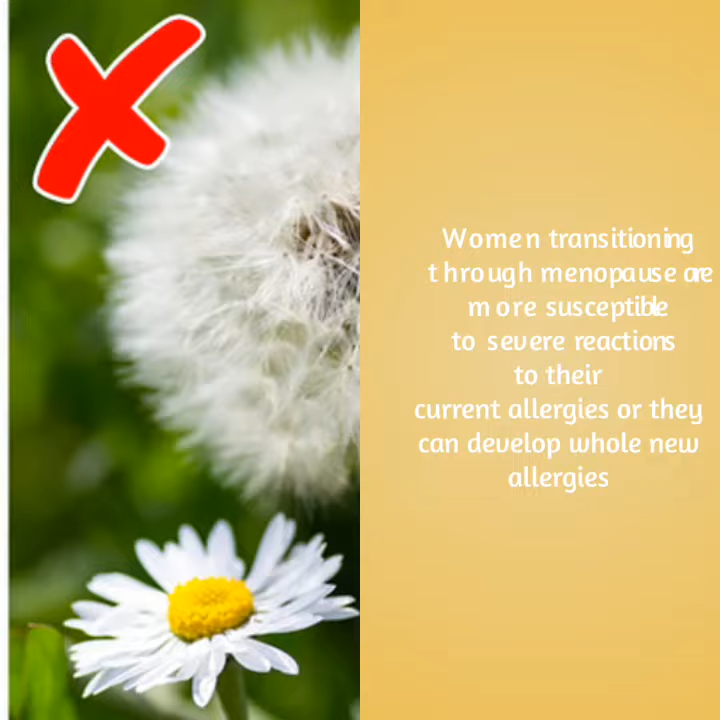 Women transitioning
through menopause are
more susceptible
to severe reactions
to their
current allergies or they
can develop whole new
allergies